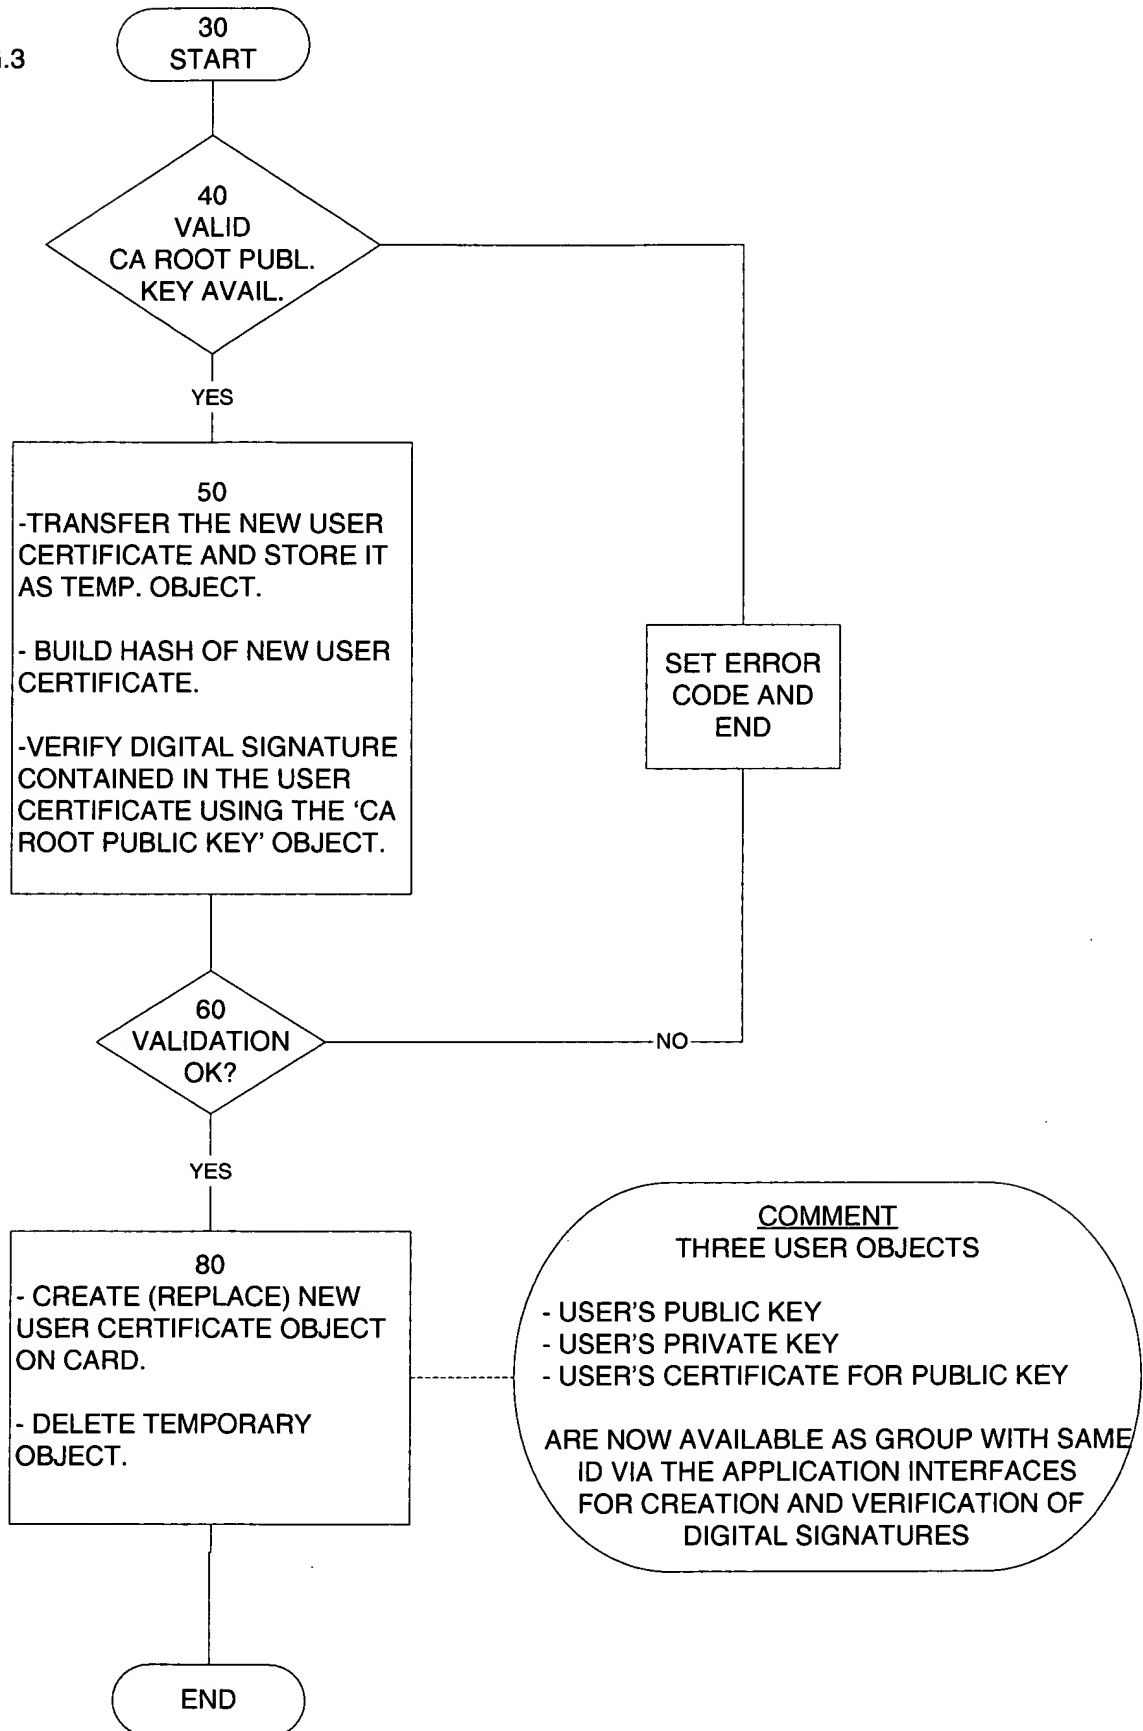 .3
30
START
40
VALID
CA ROOT PUBL.
KEY AVAIL.
YES
50
-TRANSFER THE NEW USER
CERTIFICATE AND STORE IT
AS TEMP. OBJECT.
- BUILD HASH OF NEW USER
CERTIFICATE.
-VERIFY DIGITAL SIGNATURE
CONTAINED IN THE USER
CERTIFICATE USING THE ‘CA
ROOT PUBLIC KEY’ OBJECT.
SET ERROR
CODE AND
END
60
VALIDATION
OK?
NO
YES
80
- CREATE (REPLACE) NEW
USER CERTIFICATE OBJECT
ON CARD.
- DELETE TEMPORARY
OBJECT.
COMMENT
THREE USER OBJECTS
- USER'S PUBLIC KEY
- USER'S PRIVATE KEY
- USER'S CERTIFICATE FOR PUBLIC KEY
ARE NOW AVAILABLE AS GROUP WITH SAME
ID VIA THE APPLICATION INTERFACES
FOR CREATION AND VERIFICATION OF
DIGITAL SIGNATURES
END